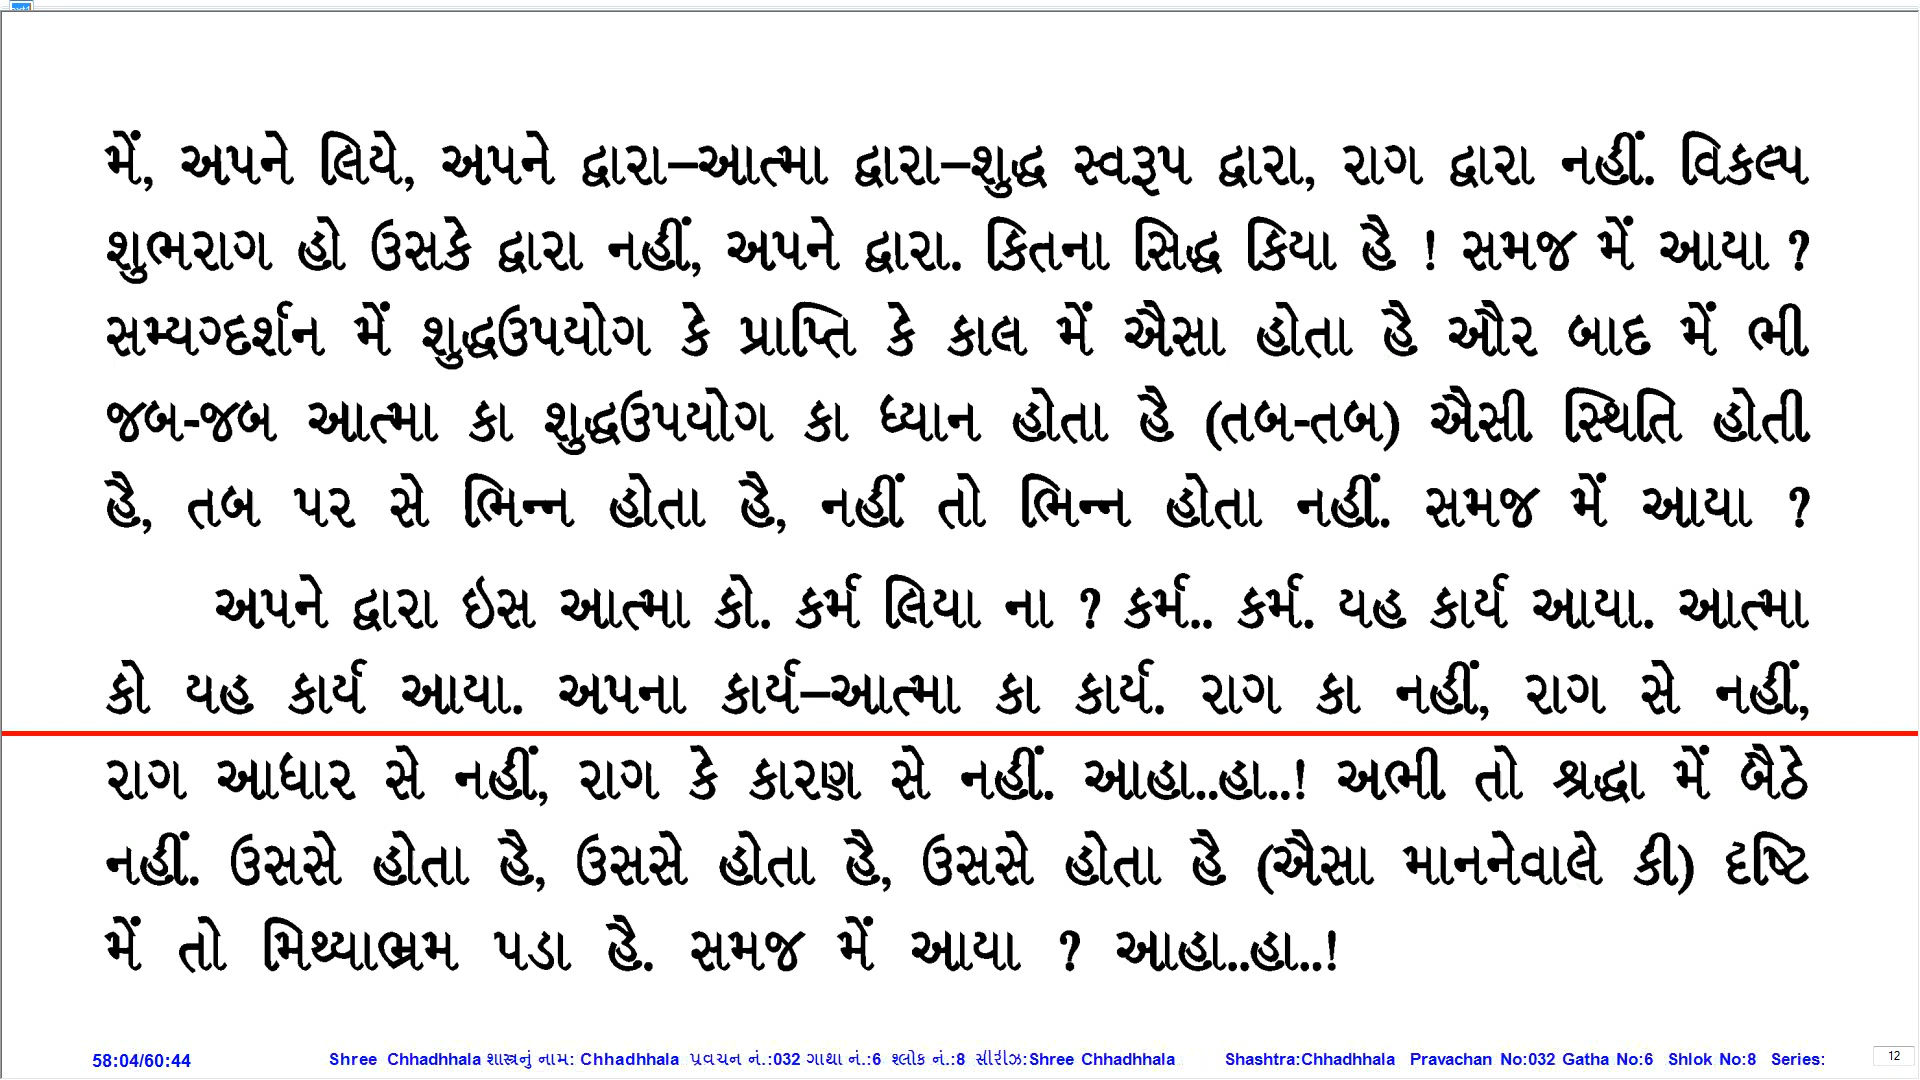 મેં, અપને લિયે, અપને દ્વારા–આત્મા દ્વારા–શુદ્ધ સ્વરૂપ દ્વારા, રાગ દ્વારા નહીં. વિકલ્પ
શુભરાગ હો ઉસકે દ્વારા નહીં, અપને દ્વારા. કિતના સિદ્ધ કિયા હૈ ! સમજ મેં આયા ?
સમ્યગ્દર્શન મેં શુદ્ધઉપયોગ કે પ્રાપ્તિ કે કાલ મેં ઐસા હોતા હૈ ઔર બાદ મેં ભી
જબ-જબ આત્મા કા શુદ્ધઉપયોગ કા ધ્યાન હોતા હૈ (તબ-તબ) ઐસી સ્થિતિ હોતી
હૈ, તબ પર સે ભિન્ન હોતા હૈ, નહીં તો ભિન્ન હોતા નહીં. સમજ મેં આયા ?
અપને દ્વારા ઇસ આત્મા કો. કર્મ લિયા ના ? કર્મ.. કર્મ. યહ કાર્ય આયા. આત્મા
કો યહ કાર્ય આયા. અપના કાર્ય–આત્મા કા કાર્ય. રાગ કા નહીં, રાગ સે નહીં,
રાગ આધાર સે નહીં, રાગ કે કારણ સે નહીં. આહા..હા..! અભી તો શ્રદ્ધા મેં બૈઠે
નહીં. ઉસસે હોતા હૈ, ઉસસે હોતા હૈ, ઉસસે હોતા હૈ (ઐસા માનનેવાલે કી) દૃષ્ટિ
મેં તો મિથ્યાભ્રમ પડા હૈ. સમજ મેં આયા ? આહા..હા..!
58:04/60:44 Shree Chhadhhala શાસ્ત્રનું નામ: Chhadhhala પ્રવચન નં.:032 ગાથા નં.:6 શ્લોક નં.:8 સીરીઝ:Shree Chhadhhala Shashtra:Chhadhhala Pravachan No:032 Gatha No:6 Shlok No:8 Series: 12